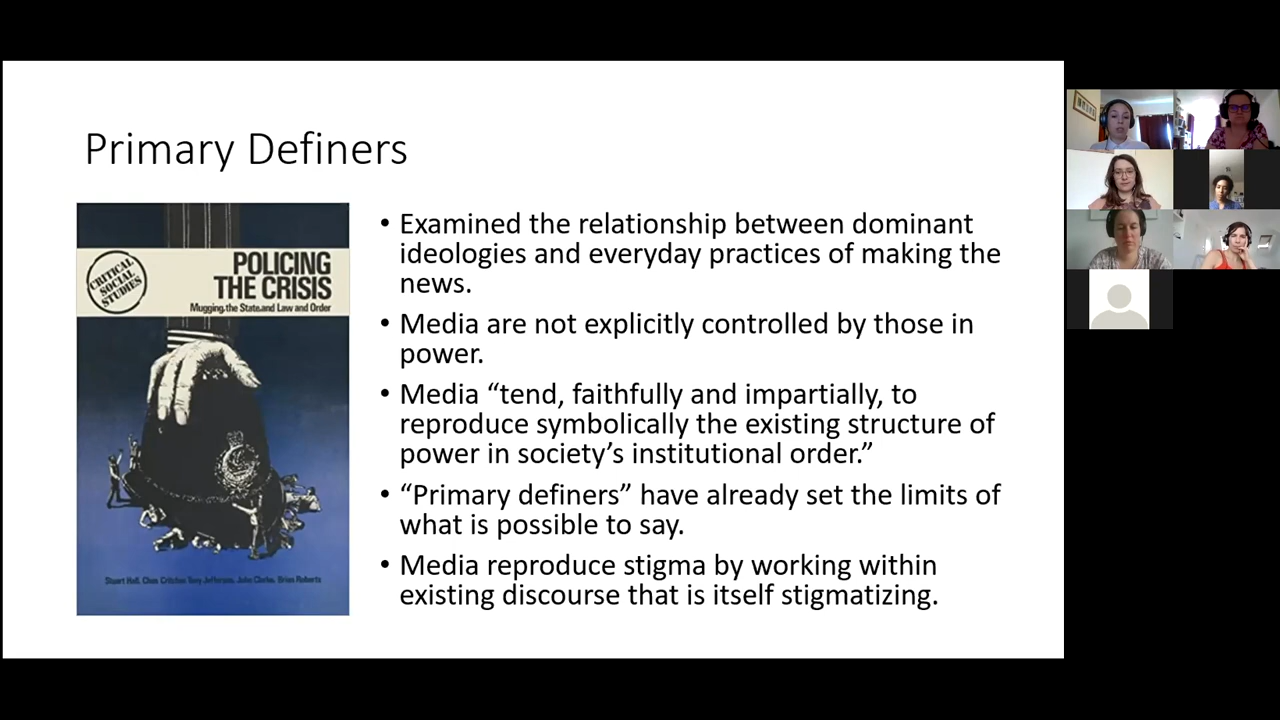 Primary Definers
CRITICAL
SOCIAL
STUDIES
POLICING
THE CRISIS
Mugging, the State, and Law and Order
Stuart Hall, Chas Critcher, Tony Jefferson, John Clarke, Brian Roberts
• Examined the relationship between dominant
ideologies and everyday practices of making the
news.
• Media are not explicitly controlled by those in
power.
• Media “tend, faithfully and impartially, to
reproduce symbolically the existing structure of
power in society’s institutional order.”
• “Primary definers” have already set the limits of
what is possible to say.
• Media reproduce stigma by working within
existing discourse that is itself stigmatizing.